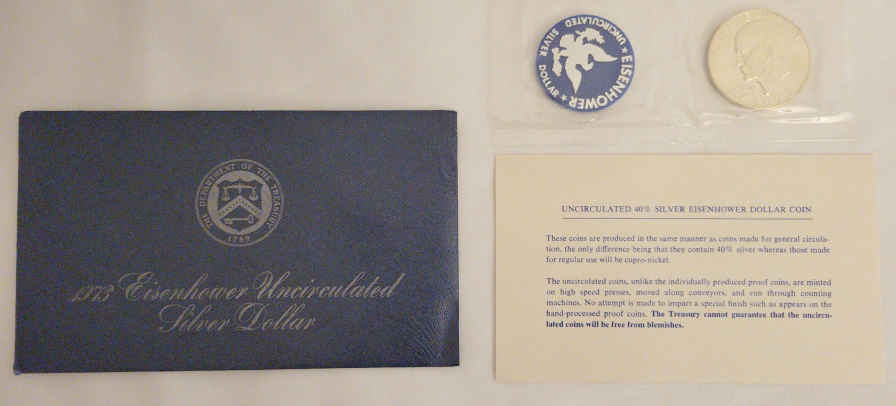 UNCIRCULATED SILVER DOLLAR ★ EISENHOWER ★
THE DEPARTMENT OF THE TREASURY
1789
1973 Eisenhower Uncirculated
Silver Dollar
UNCIRCULATED 40% SILVER EISENHOWER DOLLAR COIN
These coins are produced in the same manner as coins made for general circula-
tion, the only difference being that they contain 40% silver whereas those made
for regular use will be cupro-nickel.
The uncirculated coins, unlike the individually produced proof coins, are minted
on high speed presses, moved along conveyors, and run through counting
machines. No attempt is made to impart a special finish such as appears on the
hand-processed proof coins. The Treasury cannot guarantee that the uncircu-
lated coins will be free from blemishes.